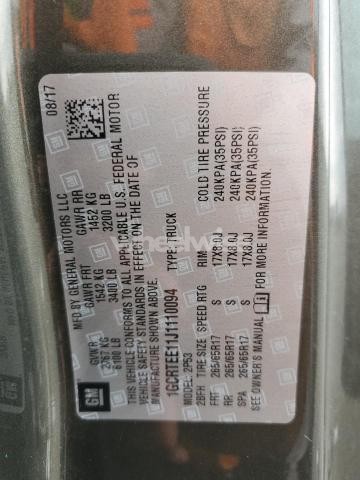 08/17
GM
MFD BY GENERAL MOTORS LLC
GVWR GAWR FRT GAWR RR
2767 KG 1542 KG 1452 KG
6100 LB 3400 LB 3200 LB
THIS VEHICLE CONFORMS TO ALL APPLICABLE U.S. FEDERAL MOTOR
VEHICLE SAFETY STANDARDS IN EFFECT ON THE DATE OF
MANUFACTURE SHOWN ABOVE.
1GCRTEE11J1110094 TYPE: TRUCK
MODEL: 2P53
2BFH TIRE SIZE SPEED RTG RIM COLD TIRE PRESSURE
FRT 265/65R17 S 17X8.0J 240KPA(35PSI)
RR 265/65R17 S 17X8.0J 240KPA(35PSI)
SPA 265/65R17 S 17X8.0J 240KPA(35PSI)
SEE OWNER'S MANUAL FOR MORE INFORMATION.